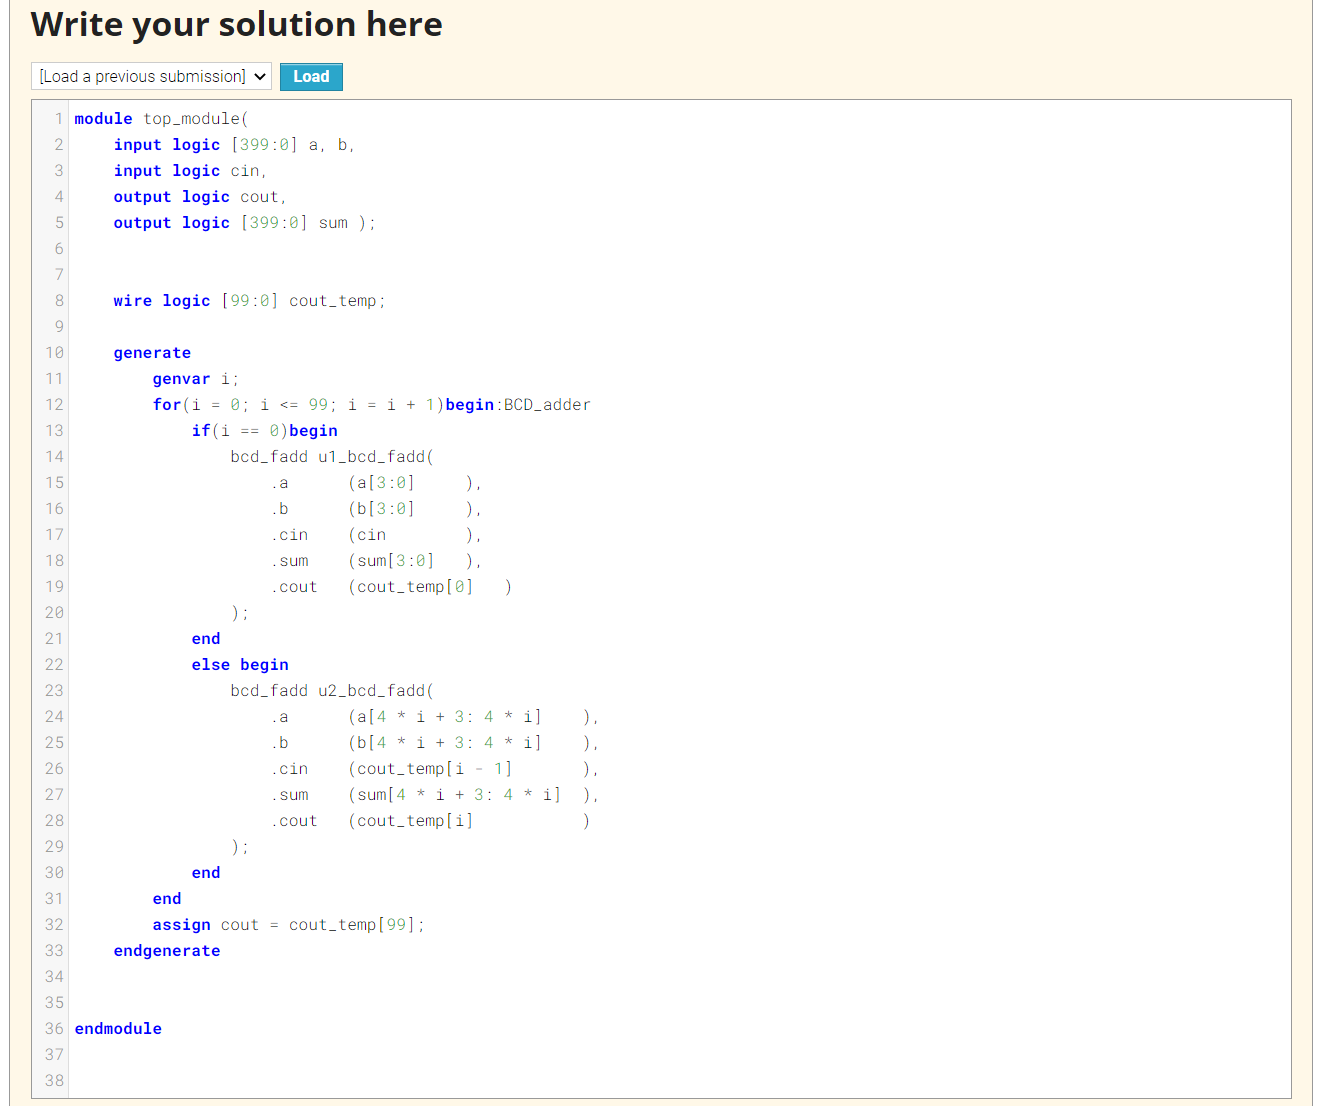 Write your solution here
[Load a previous submission] Load
1 module top_module(
2     input logic [399:0] a, b,
3     input logic cin,
4     output logic cout,
5     output logic [399:0] sum );
6
7
8     wire logic [99:0] cout_temp;
9
10     generate
11         genvar i;
12         for(i = 0; i <= 99; i = i + 1)begin:BCD_adder
13             if(i == 0)begin
14                 bcd_fadd u1_bcd_fadd(
15                     .a      (a[3:0]     ),
16                     .b      (b[3:0]     ),
17                     .cin    (cin        ),
18                     .sum    (sum[3:0]   ),
19                     .cout   (cout_temp[0]   )
20                 );
21             end
22             else begin
23                 bcd_fadd u2_bcd_fadd(
24                     .a      (a[4 * i + 3: 4 * i]    ),
25                     .b      (b[4 * i + 3: 4 * i]    ),
26                     .cin    (cout_temp[i - 1]       ),
27                     .sum    (sum[4 * i + 3: 4 * i]  ),
28                     .cout   (cout_temp[i]           )
29                 );
30             end
31         end
32         assign cout = cout_temp[99];
33     endgenerate
34
35
36 endmodule
37
38